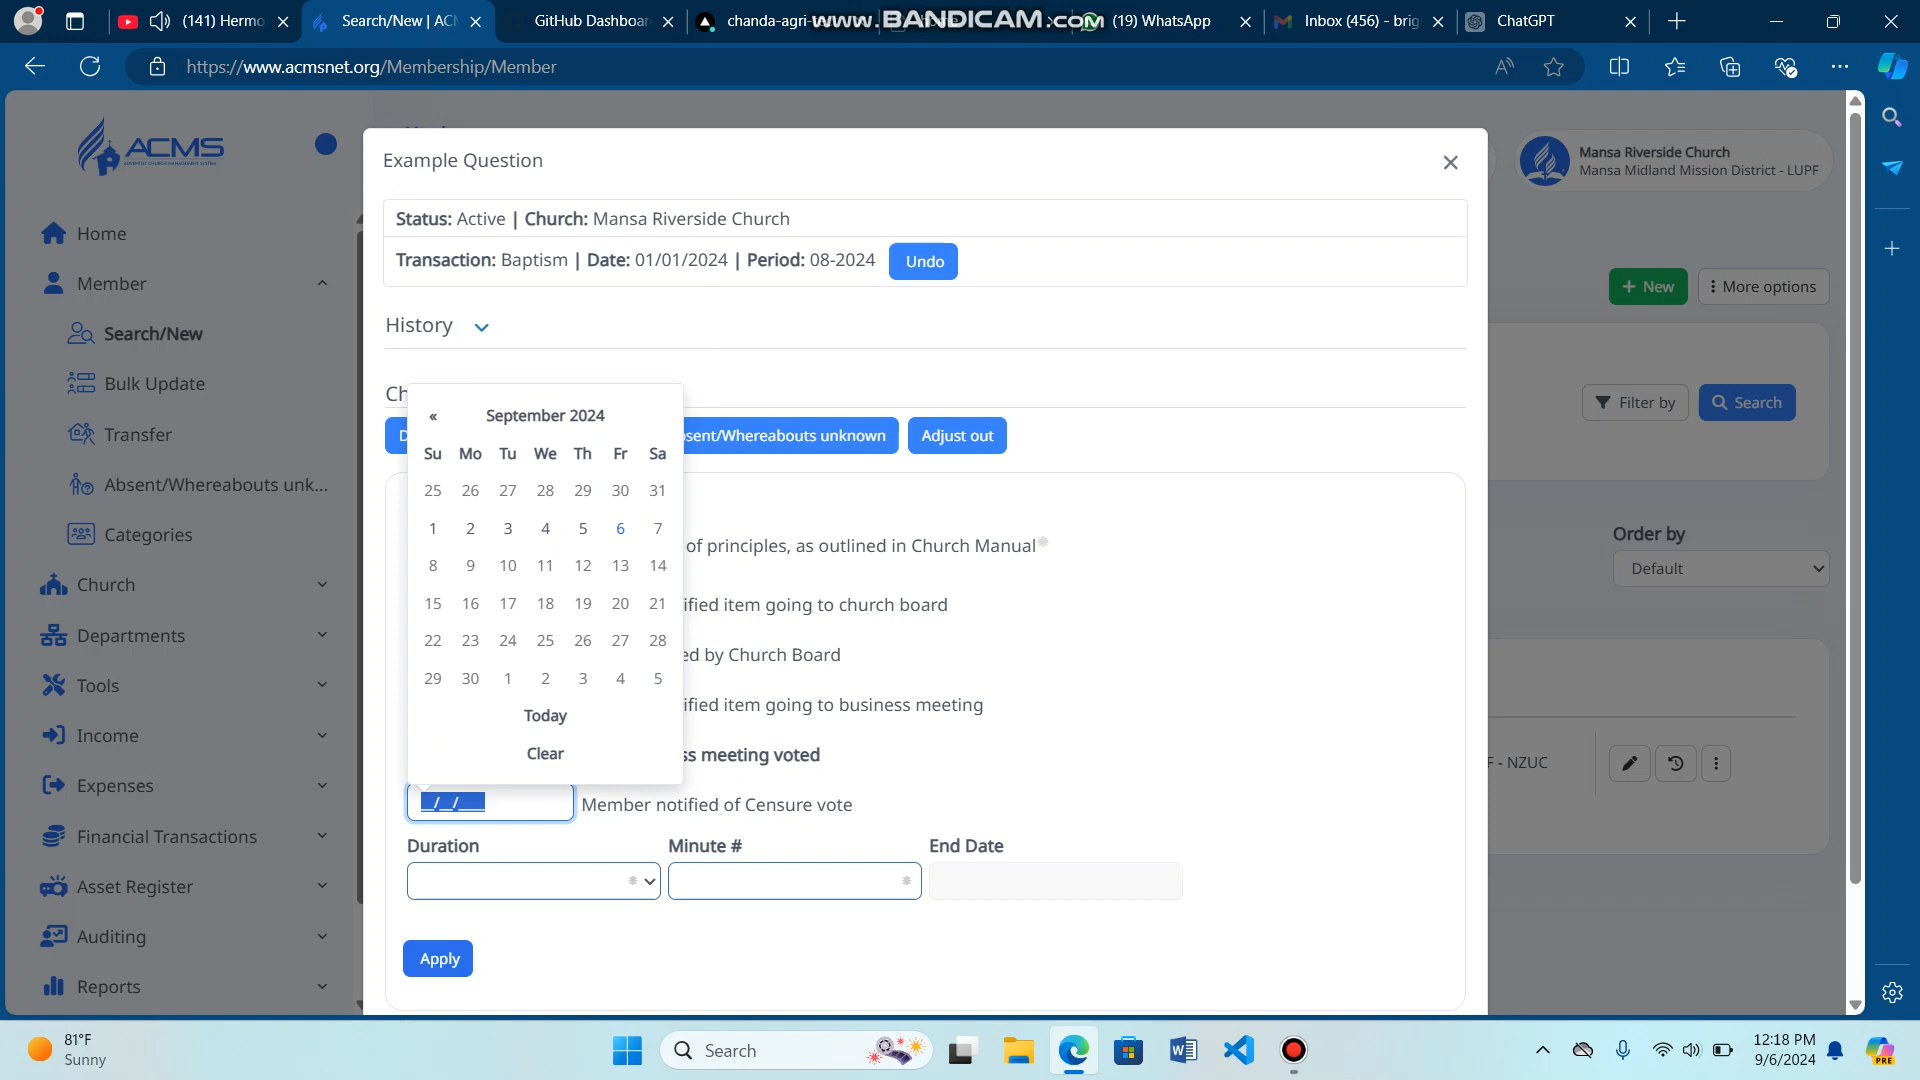 (141) Hermo
Search/New | AC
GitHub Dashboar
chanda-agri-
www.BANDICAM.com
(19) WhatsApp
Inbox (456) - brig
ChatGPT
https://www.acmsnet.org/Membership/Member
ACMS
Mansa Riverside Church
Mansa Midland Mission District - LUPF
Example Question
Status: Active | Church: Mansa Riverside Church
Transaction: Baptism | Date: 01/01/2024 | Period: 08-2024 Undo
History
Home
Member
Search/New
Bulk Update
Transfer
Absent/Whereabouts unk...
Categories
Church
Departments
Tools
Income
Expenses
Financial Transactions
Asset Register
Auditing
Reports
+ New
More options
Filter by
Search
Order by
Default
F - NZUC
Ch
D
sent/Whereabouts unknown
Adjust out
« September 2024
Su Mo Tu We Th Fr Sa
25 26 27 28 29 30 31
1 2 3 4 5 6 7
8 9 10 11 12 13 14
15 16 17 18 19 20 21
22 23 24 25 26 27 28
29 30 1 2 3 4 5
Today
Clear
of principles, as outlined in Church Manual
ified item going to church board
ed by Church Board
ified item going to business meeting
ss meeting voted
__/__/____ Member notified of Censure vote
Duration Minute # End Date
Apply
81°F
Sunny
Search
12:18 PM
9/6/2024
PRE